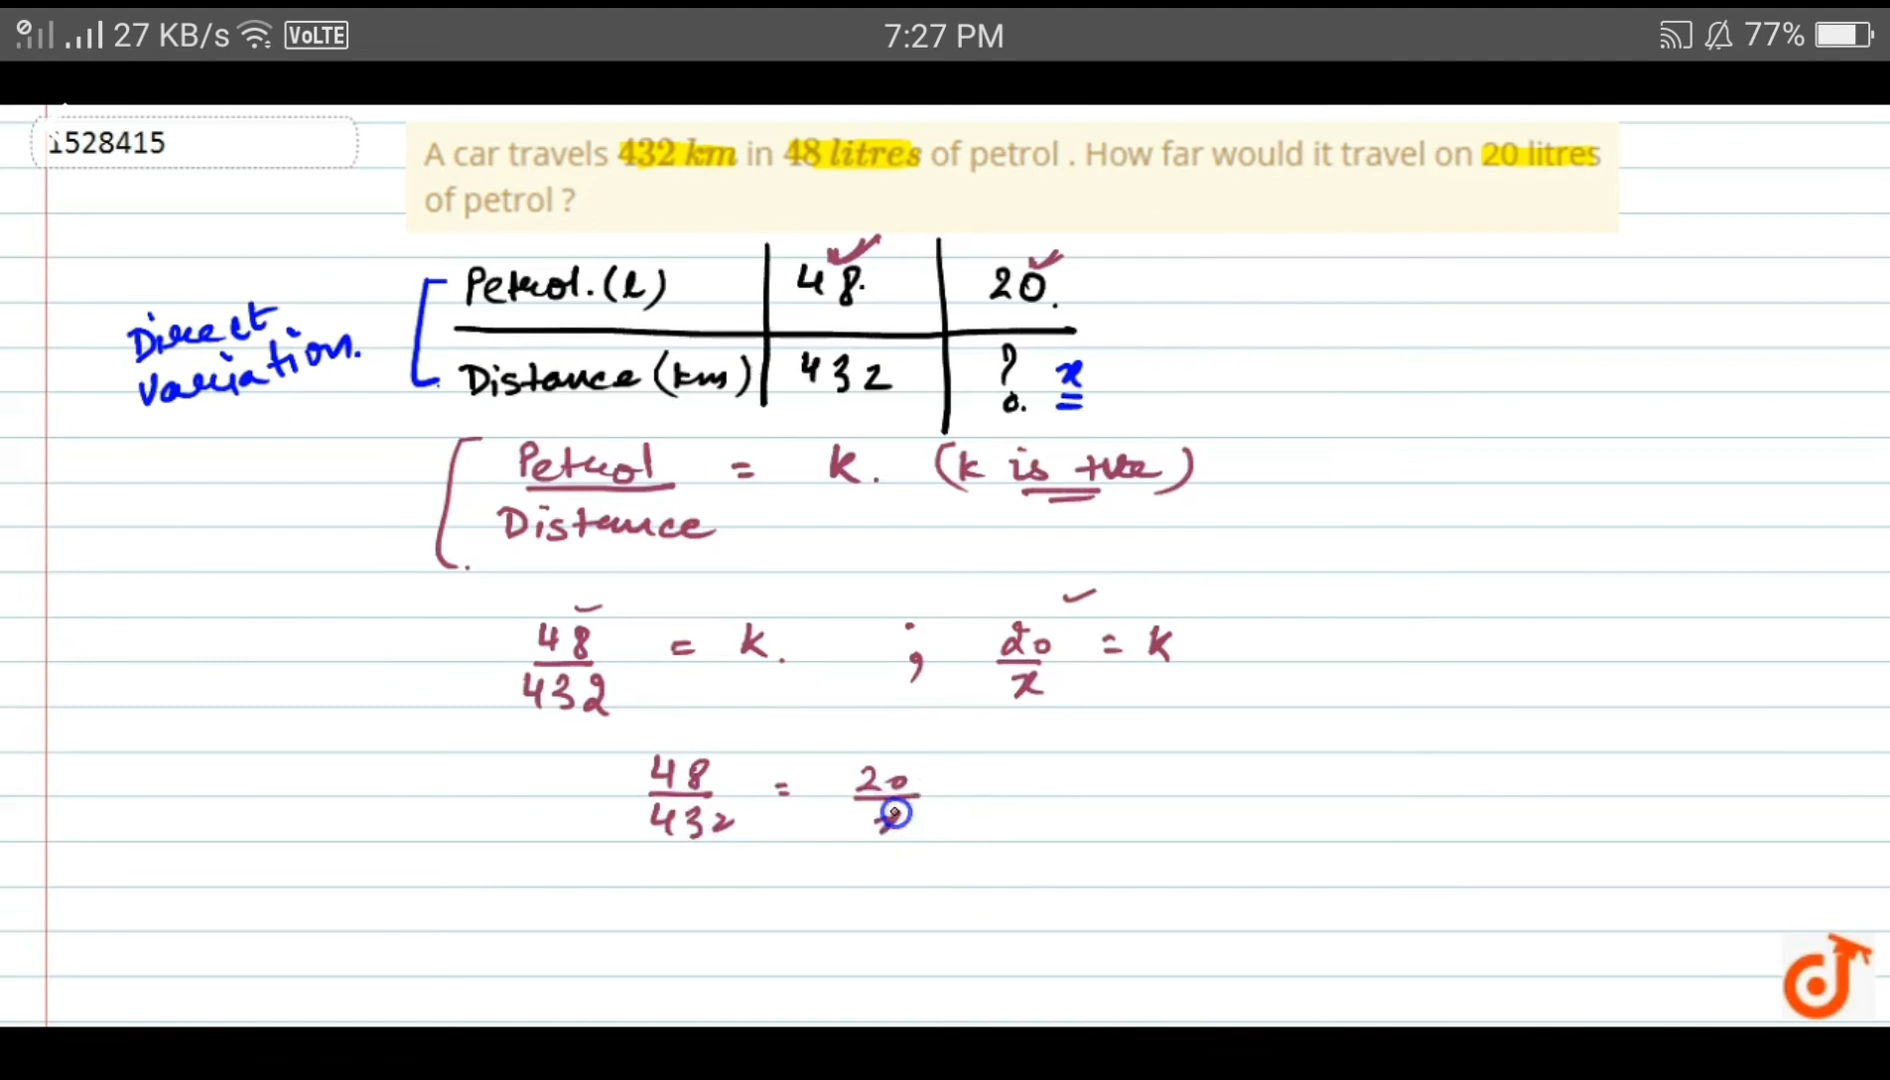 27 KB/s VoLTE 7:27 PM 77%
1528415
A car travels 432 km in 48 litres of petrol . How far would it travel on 20 litres
of petrol ?
Petrol.(l) 48. 20.
Direct
variation.
Distance (km) 432 ? x
Petrol = k. (k is +ve)
Distance
48 = k. ; 20 = k
432 x
48 = 20
432